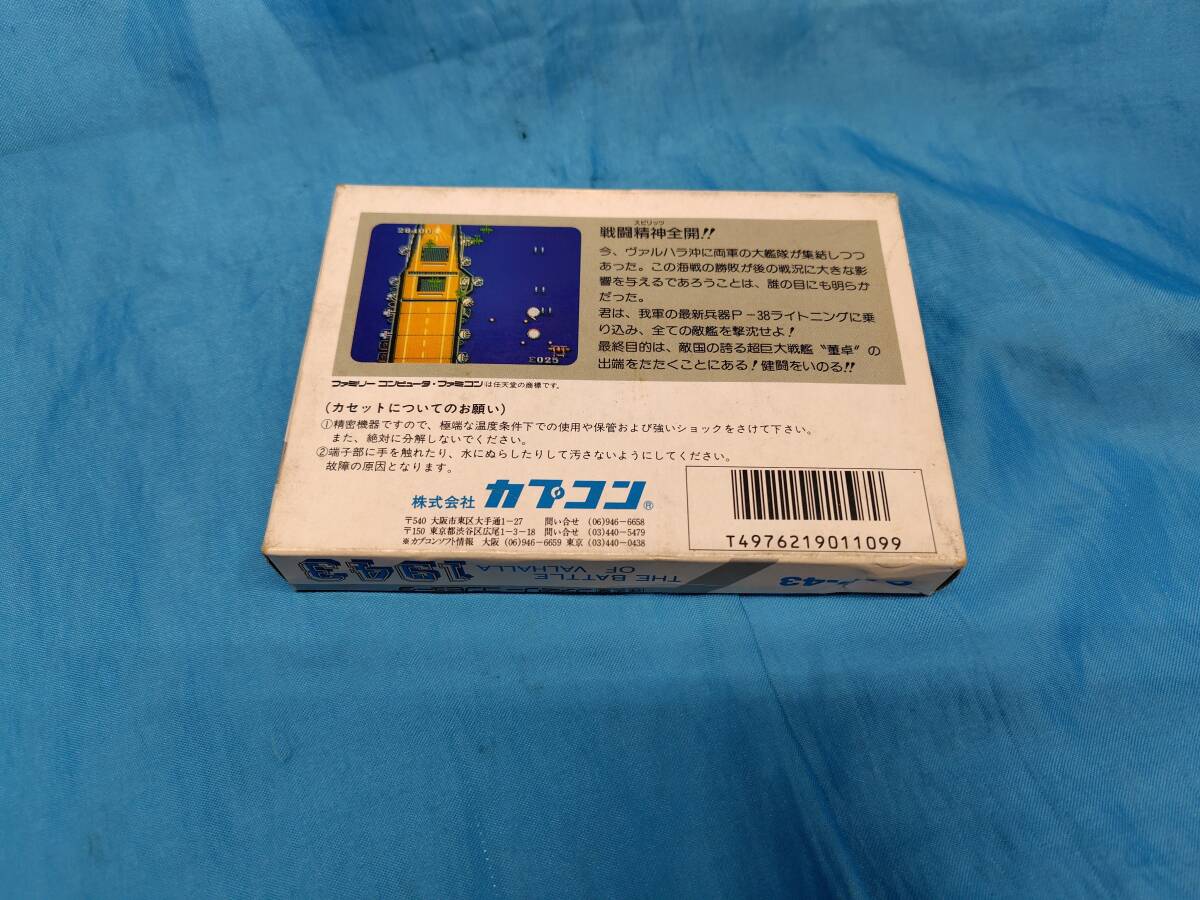 28400
E025
スピリッツ
戦闘精神全開!!
今、ヴァルハラ沖に両軍の大艦隊が集結しつつ
あった。この海戦の勝敗が後の戦況に大きな影
響を与えるであろうことは、誰の目にも明らか
だった。
君は、我軍の最新兵器P-38ライトニングに乗
り込み、全ての敵艦を撃沈せよ!
最終目的は、敵国の誇る超巨大戦艦“董卓”の
出端をたたくことにある!健闘をいのる!!
ファミリーコンピュータ・ファミコンは任天堂の商標です。
(カセットについてのお願い)
①精密機器ですので、極端な温度条件下での使用や保管および強いショックをさけて下さい。
また、絶対に分解しないでください。
②端子部に手を触れたり、水にぬらしたりして汚さないようにしてください。
故障の原因となります。
株式会社 カプコン®
〒540 大阪市東区大手通1-27 問い合せ (06)946-6658
〒150 東京都渋谷区広尾1-3-18 問い合せ (03)440-5479
※カプコンソフト情報 大阪 (06)946-6659 東京 (03)440-0438
T4976219011099
1943
THE BATTLE
OF VALHALLA